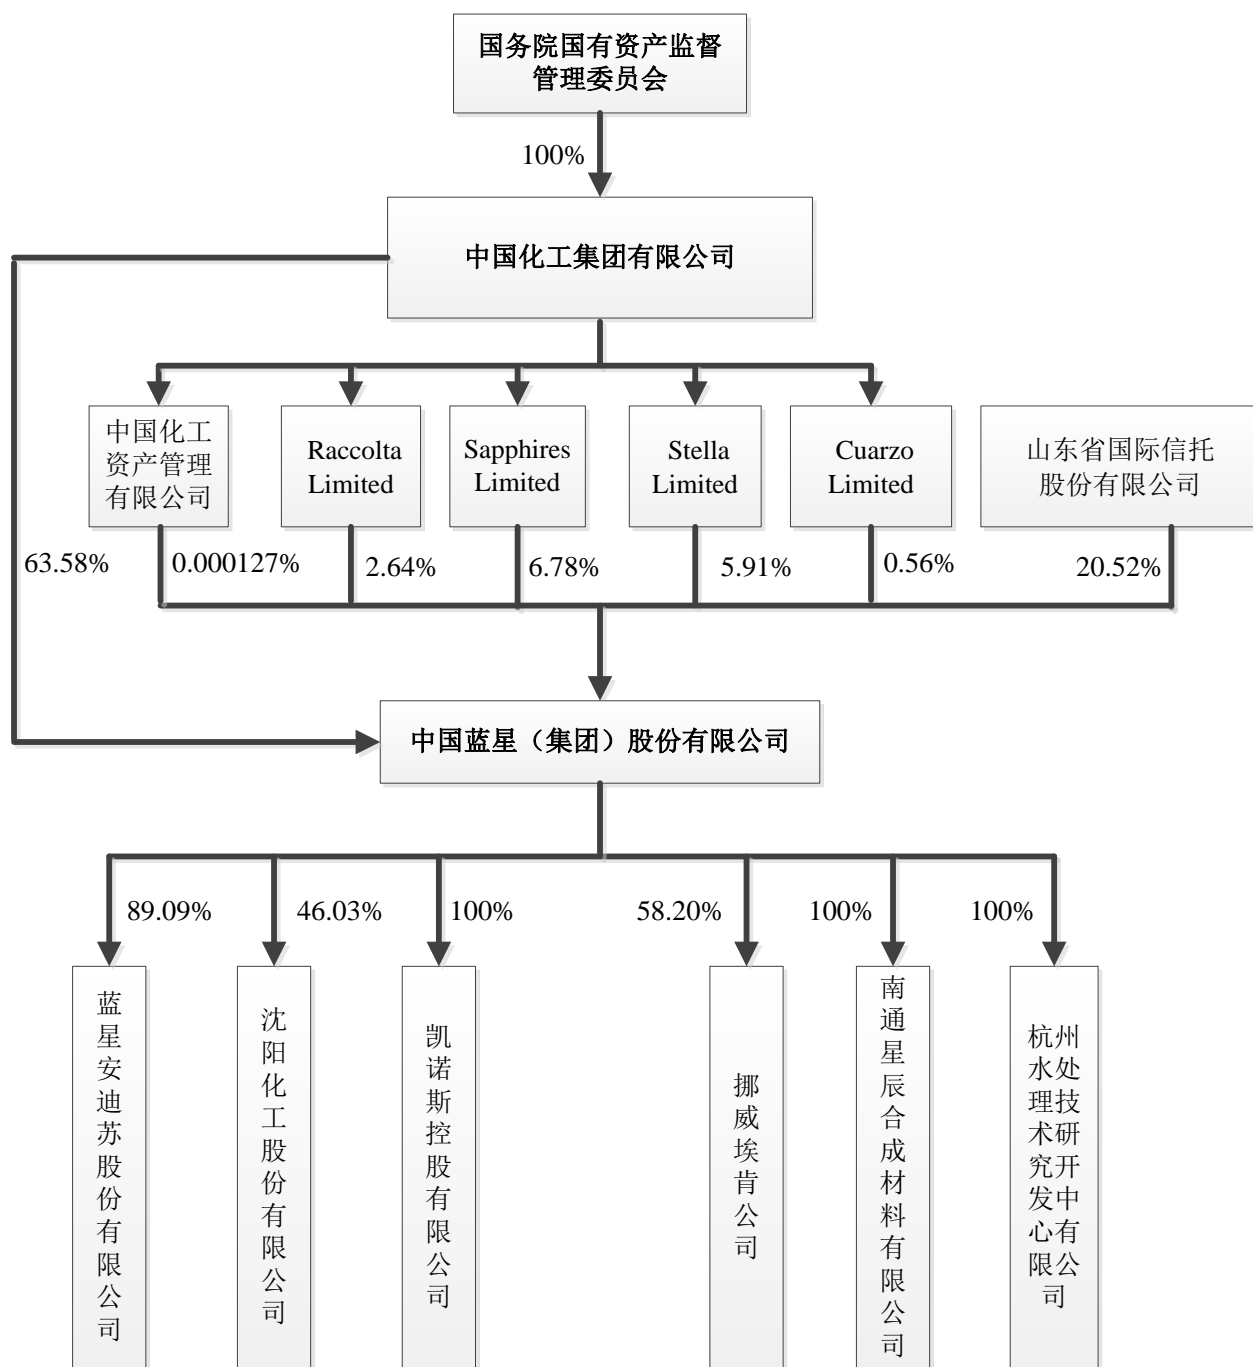 国务院国有资产监督
管理委员会
100%
中国化工集团有限公司
中国化工
资产管理
有限公司
Raccolta
Limited
Sapphires
Limited
Stella
Limited
Cuarzo
Limited
山东省国际信托
股份有限公司
63.58%
0.000127%
2.64%
6.78%
5.91%
0.56%
20.52%
中国蓝星（集团）股份有限公司
89.09%
46.03%
100%
58.20%
100%
100%
蓝星安迪苏股份有限公司
沈阳化工股份有限公司
凯诺斯控股有限公司
挪威埃肯公司
南通星辰合成材料有限公司
杭州
水处
理技
术研
究开
发中
心有
限公
司